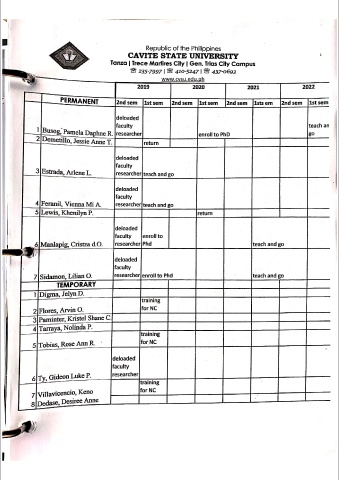 Republic of the Philippines
CAVITE STATE UNIVERSITY
Tanza | Trece Martires City | Gen. Trias City Campus
☏ 235-7997 | ☏ 410-5247 | ☏ 437-0692
www.cvsu.edu.ph
2019 2020 2021 2022
PERMANENT 2nd sem 1st sem 2nd sem 1st sem 2nd sem 1sts em 2nd sem 1st sem
1 Busog, Pamela Daphne R. deloaded faculty researcher enroll to PhD teach an go
2 Demetillo, Jessie Anne T. return
3 Estrada, Arlene L. deloaded faculty researcher teach and go
4 Feranil, Vienna Mi A. deloaded faculty researcher teach and go
5 Lewis, Khenilyn P. return
6 Manlapig, Cristna d.O. deloaded faculty researcher enroll to Phd teach and go
7 Sidamon, Lilian O. deloaded faculty researcher enroll to Phd teach and go
TEMPORARY
1 Digma, Jelyn D.
2 Flores, Arvin O. training for NC
3 Paminter, Kristel Shane C.
4 Tarraya, Nolinda P.
5 Tobias, Rose Ann R. training for NC
6 Ty, Gideon Luke P. deloaded faculty researcher
7 Villavicencio, Keno training for NC
8 Dedase, Desiree Anne